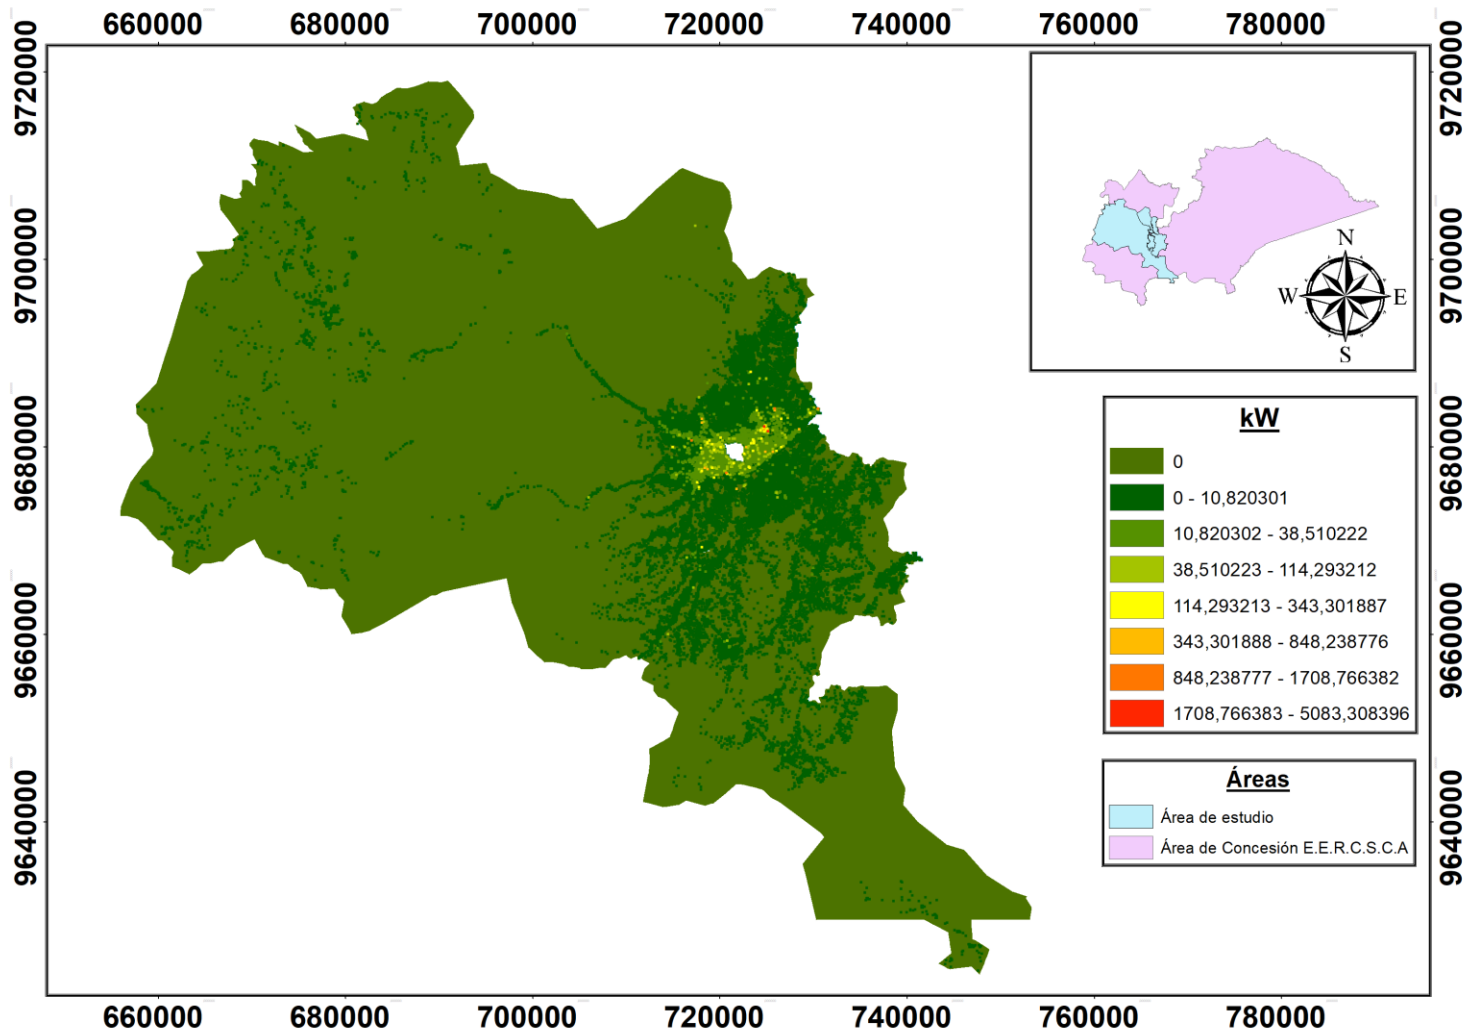 660000 680000 700000 720000 740000 760000 780000
9720000
9700000
9680000
9660000
9640000
9720000
9700000
9680000
9660000
9640000
N
W
E
S
kW
0
0 - 10,820301
10,820302 - 38,510222
38,510223 - 114,293212
114,293213 - 343,301887
343,301888 - 848,238776
848,238777 - 1708,766382
1708,766383 - 5083,308396
Áreas
Área de estudio
Área de Concesión E.E.R.C.S.C.A
660000 680000 700000 720000 740000 760000 780000